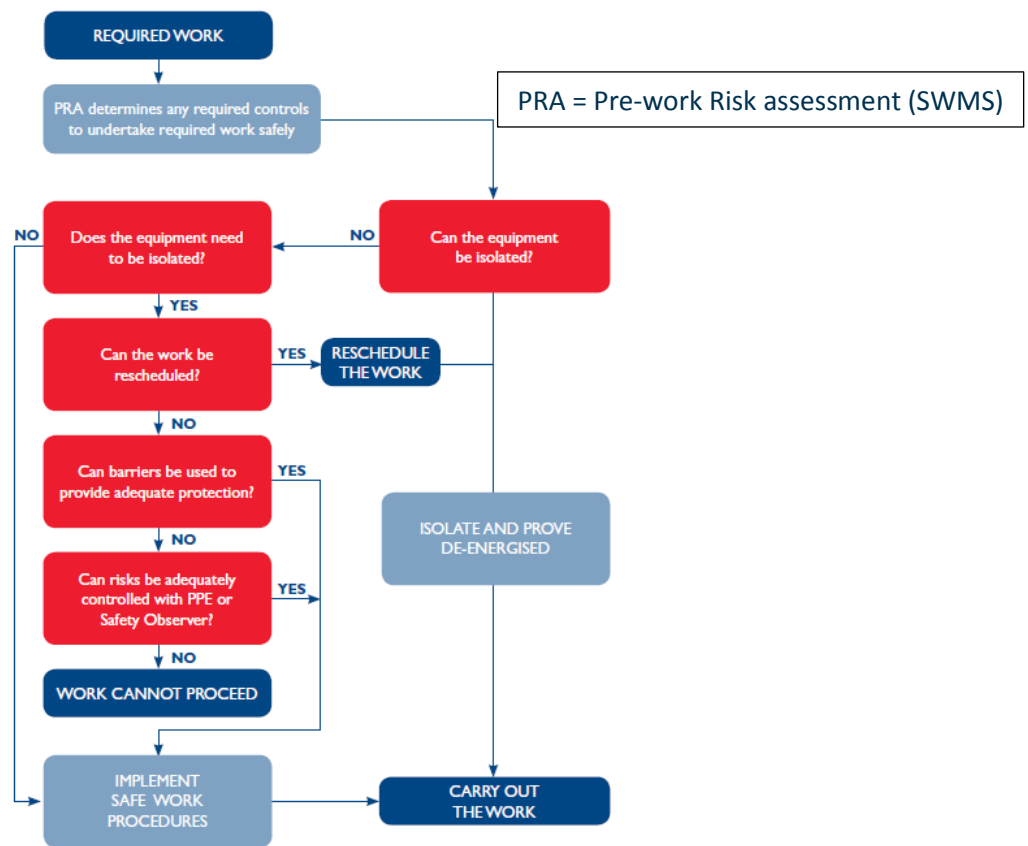 REQUIRED WORK
PRA determines any required controls
to undertake required work safely
PRA = Pre-work Risk assessment (SWMS)
NO
Does the equipment need
to be isolated?
NO
Can the equipment
be isolated?
YES
Can the work be
rescheduled?
YES
RESCHEDULE
THE WORK
NO
Can barriers be used to
provide adequate protection?
YES
ISOLATE AND PROVE
DE-ENERGISED
NO
Can risks be adequately
controlled with PPE or
Safety Observer?
YES
NO
WORK CANNOT PROCEED
IMPLEMENT
SAFE WORK
PROCEDURES
CARRY OUT
THE WORK